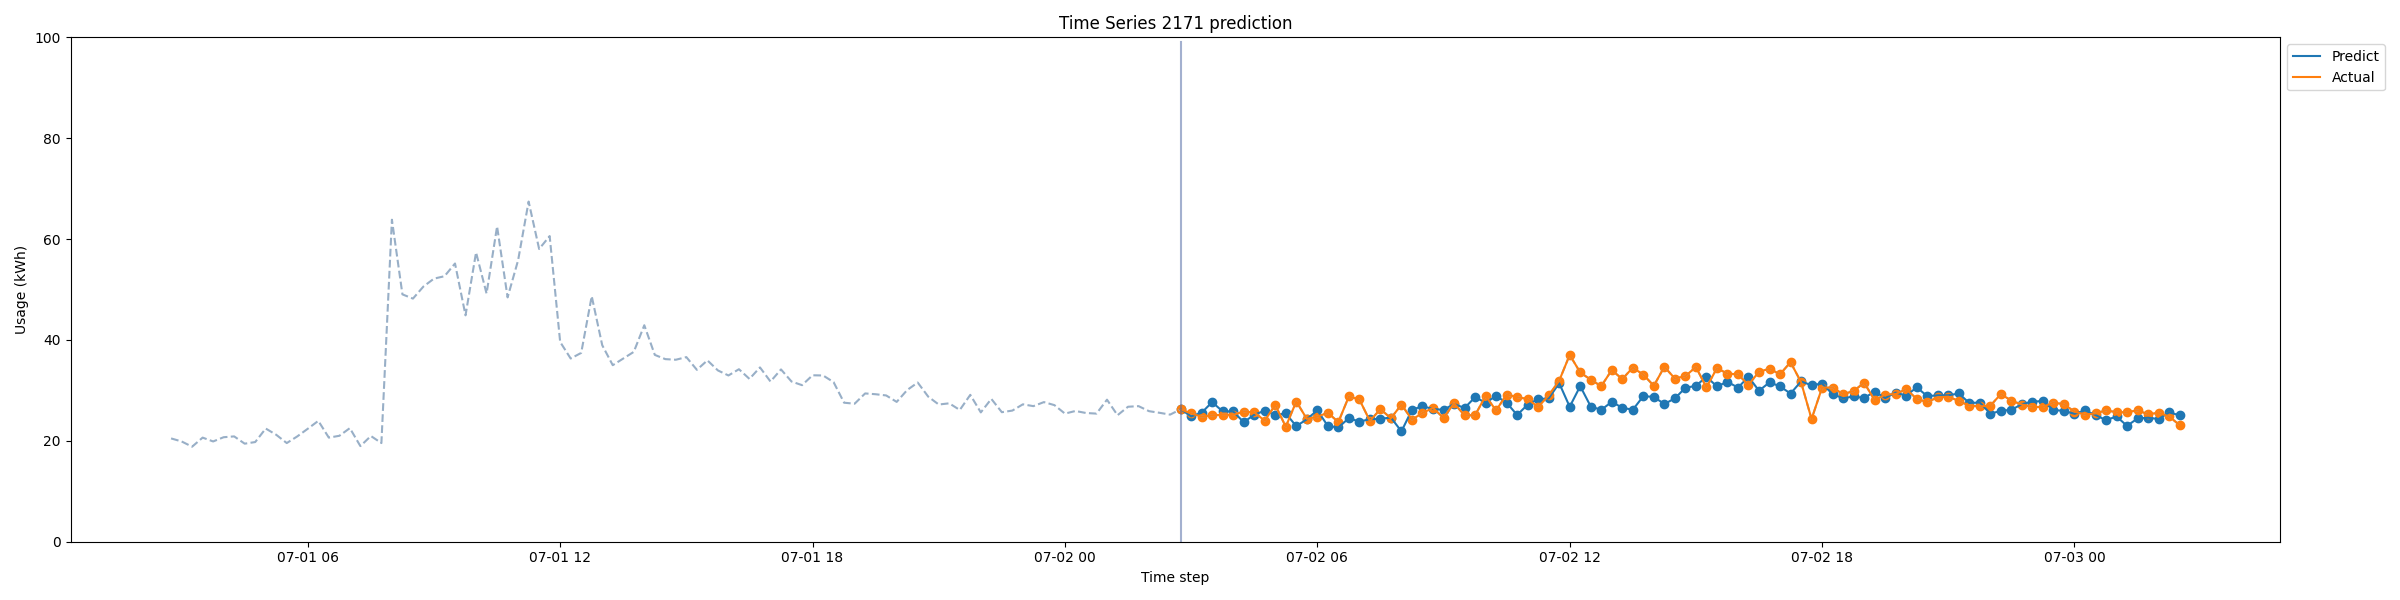 Time Series 2171 prediction
Predict
Actual
Usage (kWh)
100
80
60
40
20
0
07-01 06
07-01 12
07-01 18
07-02 00
07-02 06
07-02 12
07-02 18
07-03 00
Time step